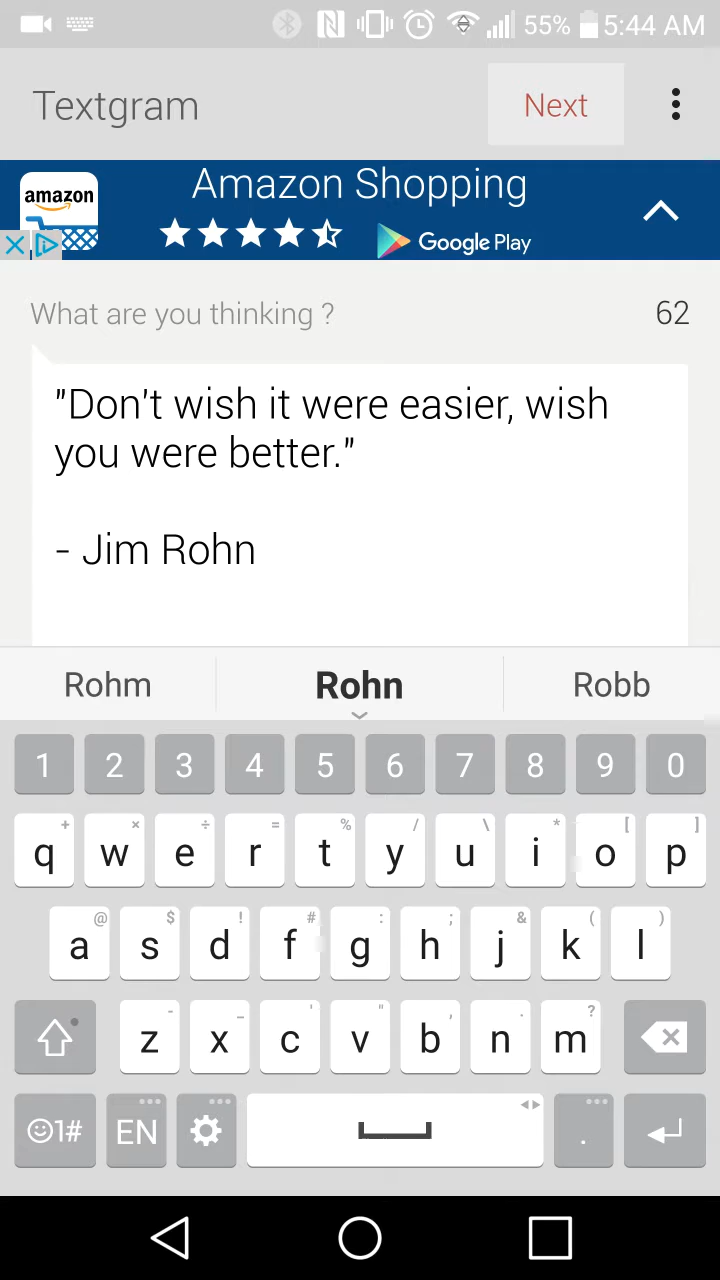 55% 5:44 AM
Textgram Next
amazon
Amazon Shopping
Google Play
What are you thinking ? 62
"Don't wish it were easier, wish
you were better."
- Jim Rohn
Rohm Rohn Robb
1 2 3 4 5 6 7 8 9 0
+ × ÷ = % / \ * [ ]
q w e r t y u i o p
@ $ ! # : ; & ( )
a s d f g h j k l
- _ ' " , . ?
z x c v b n m
1# EN .